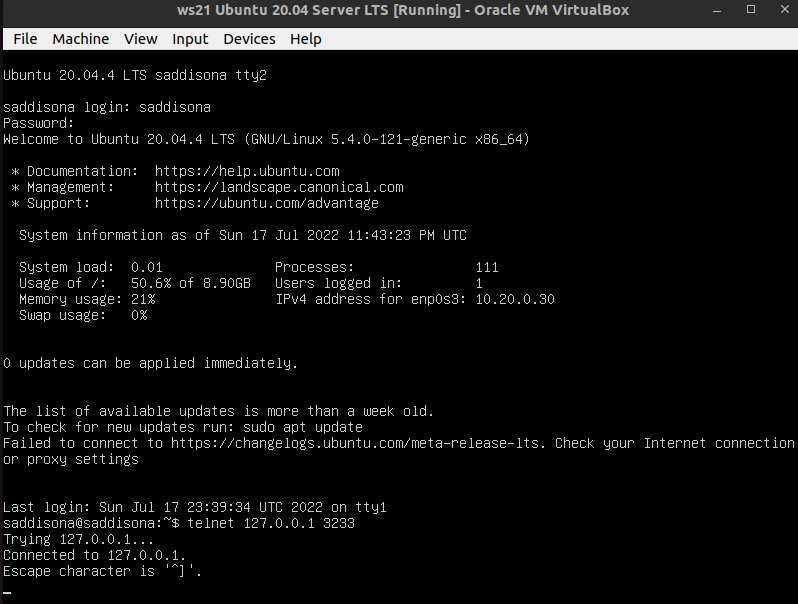 ws21 Ubuntu 20.04 Server LTS [Running] - Oracle VM VirtualBox
File Machine View Input Devices Help
Ubuntu 20.04.4 LTS saddisona tty2
saddisona login: saddisona
Password:
Welcome to Ubuntu 20.04.4 LTS (GNU/Linux 5.4.0-121-generic x86_64)
* Documentation: https://help.ubuntu.com
* Management: https://landscape.canonical.com
* Support: https://ubuntu.com/advantage
System information as of Sun 17 Jul 2022 11:43:23 PM UTC
System load: 0.01 Processes: 111
Usage of /: 50.6% of 8.90GB Users logged in: 1
Memory usage: 21% IPv4 address for enp0s3: 10.20.0.30
Swap usage: 0%
0 updates can be applied immediately.
The list of available updates is more than a week old.
To check for new updates run: sudo apt update
Failed to connect to https://changelogs.ubuntu.com/meta-release-lts. Check your Internet connection
or proxy settings
Last login: Sun Jul 17 23:39:34 UTC 2022 on tty1
saddisona@saddisona:~$ telnet 127.0.0.1 3233
Trying 127.0.0.1...
Connected to 127.0.0.1.
Escape character is '^]'.